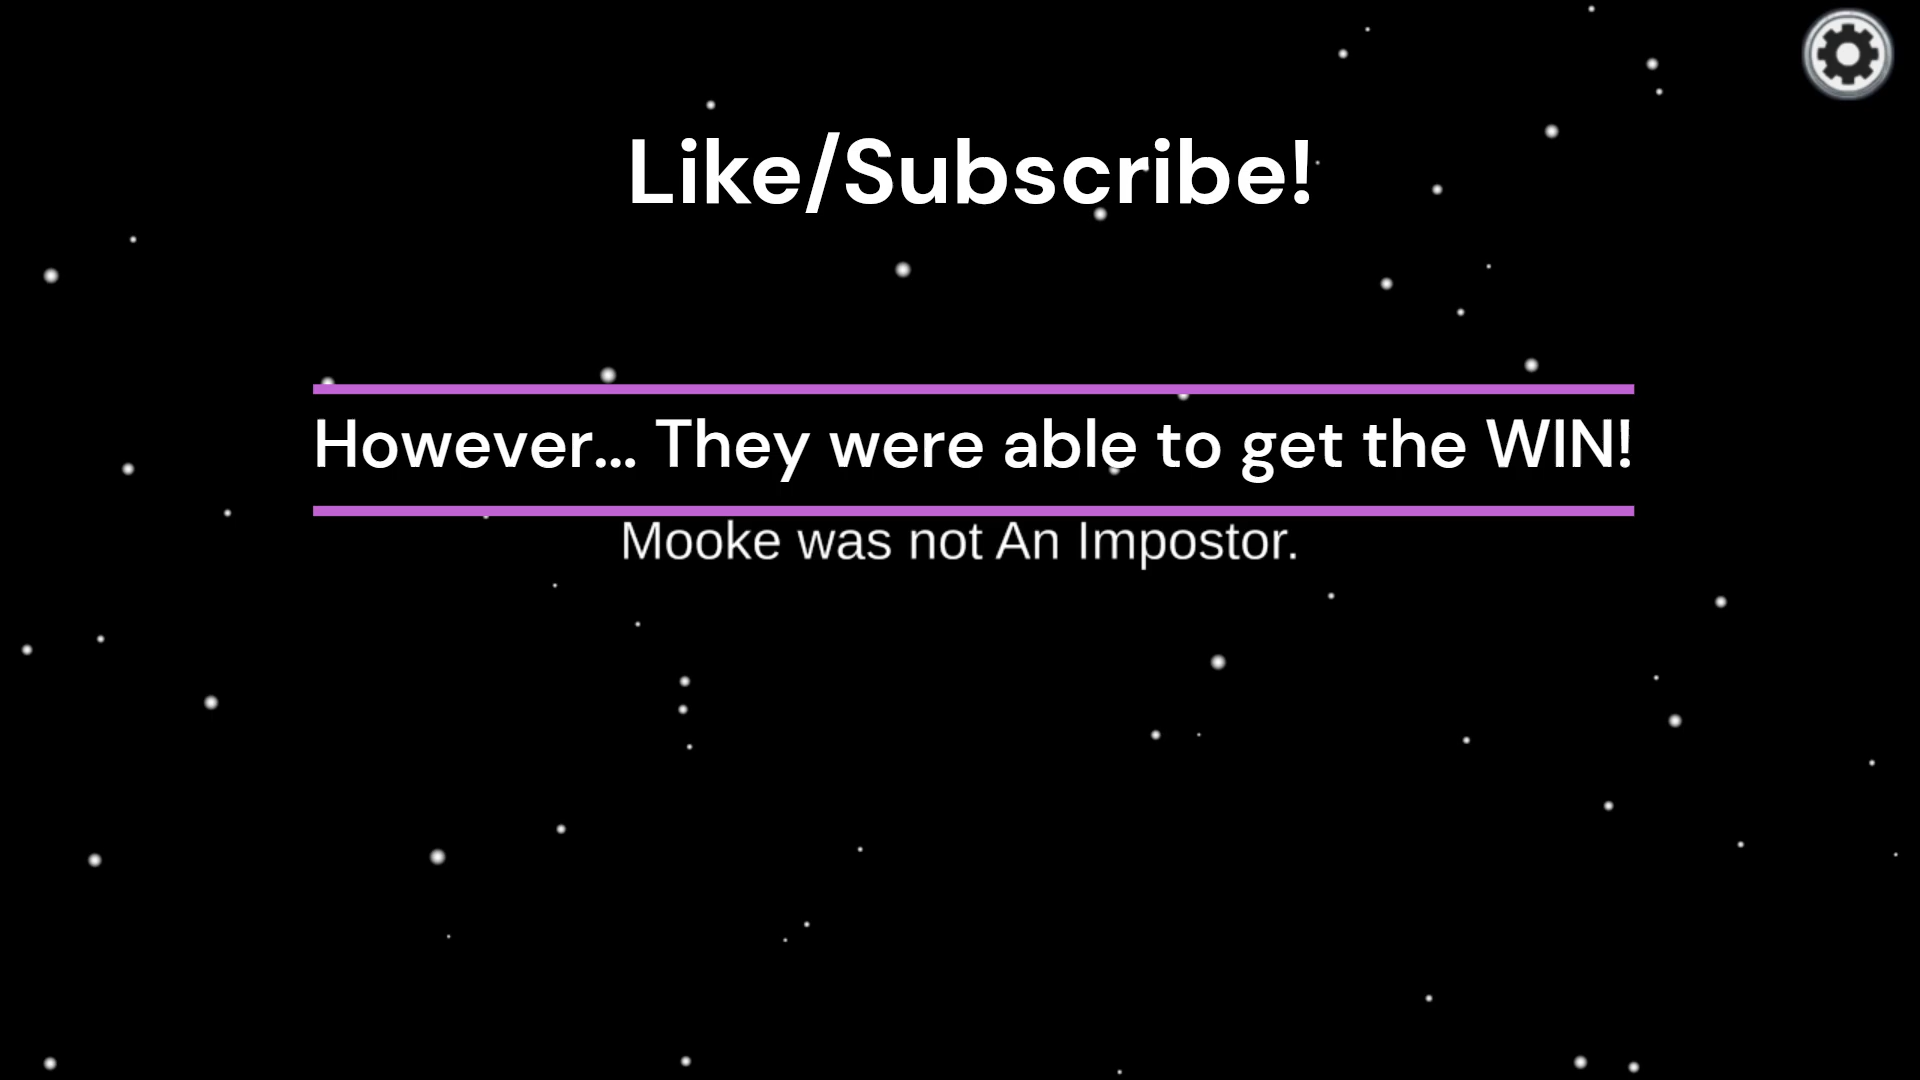 Like/Subscribe!
However... They were able to get the WIN!
Mooke was not An Impostor.